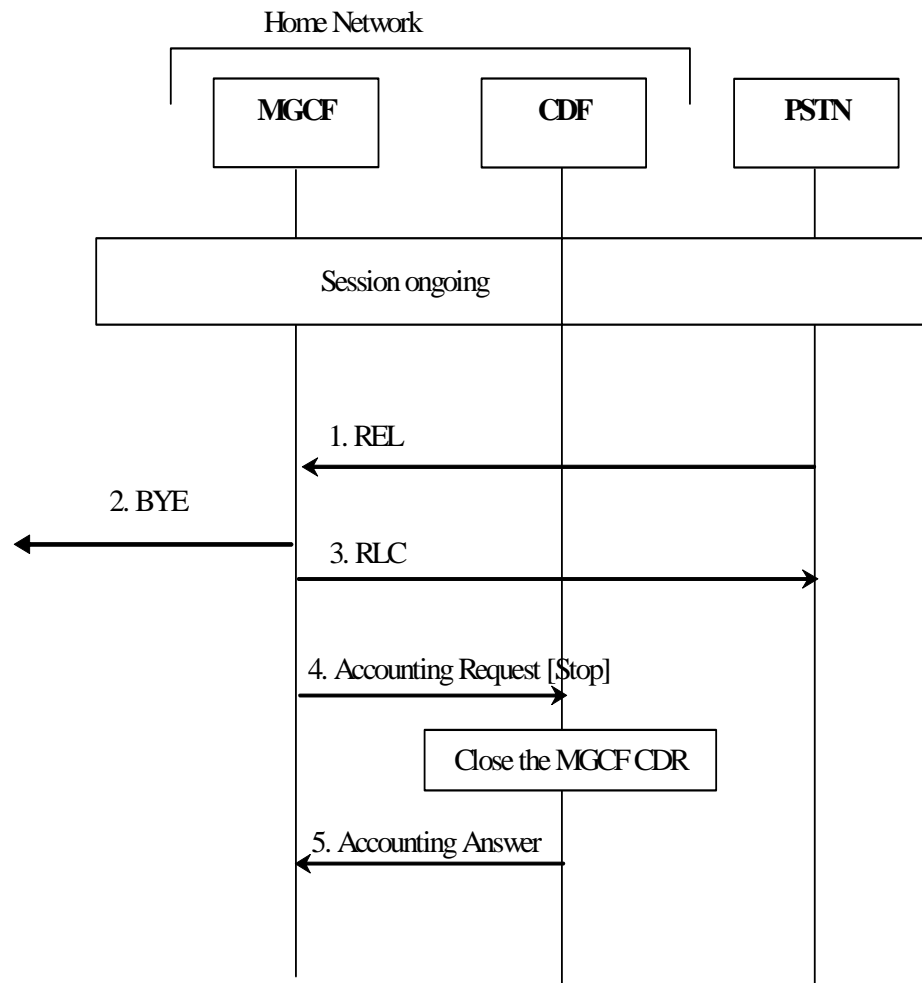 Home Network
MGCF
CDF
PSTN
Session ongoing
1. REL
2. BYE
3. RLC
4. Accounting Request [Stop]
Close the MGCF CDR
5. Accounting Answer